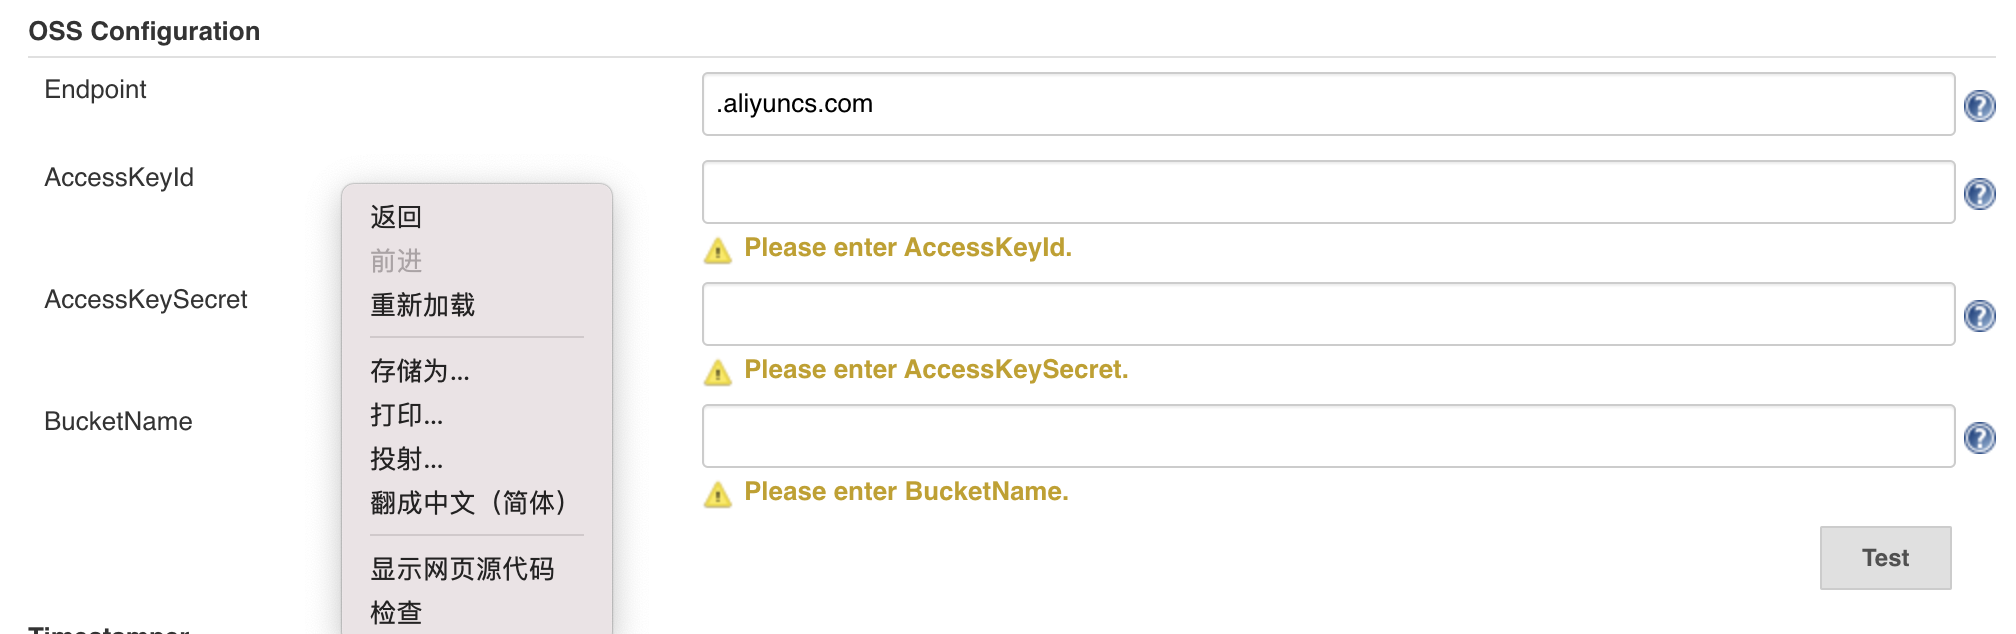 OSS Configuration
Endpoint
.aliyuncs.com
AccessKeyId
Please enter AccessKeyId.
AccessKeySecret
Please enter AccessKeySecret.
BucketName
Please enter BucketName.
Test
返回
前进
重新加载
存储为...
打印...
投射...
翻成中文（简体）
显示网页源代码
检查
Timestamper